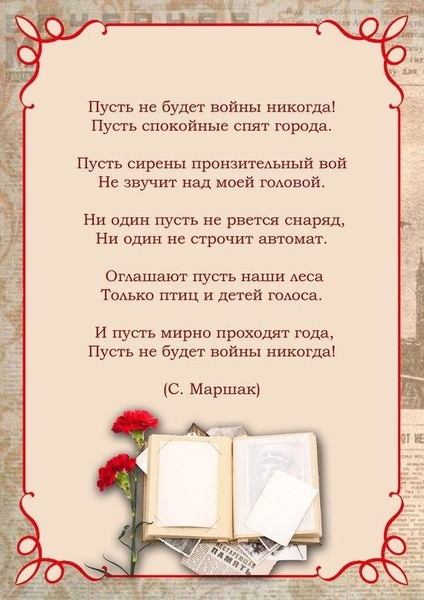 Пусть не будет войны никогда!
Пусть спокойные спят города.
Пусть сирены пронзительный вой
Не звучит над моей головой.
Ни один пусть не рвется снаряд,
Ни один не строчит автомат.
Оглашают пусть наши леса
Только птиц и детей голоса.
И пусть мирно проходят года,
Пусть не будет войны никогда!
(С. Маршак)
ПАМЯТЬ